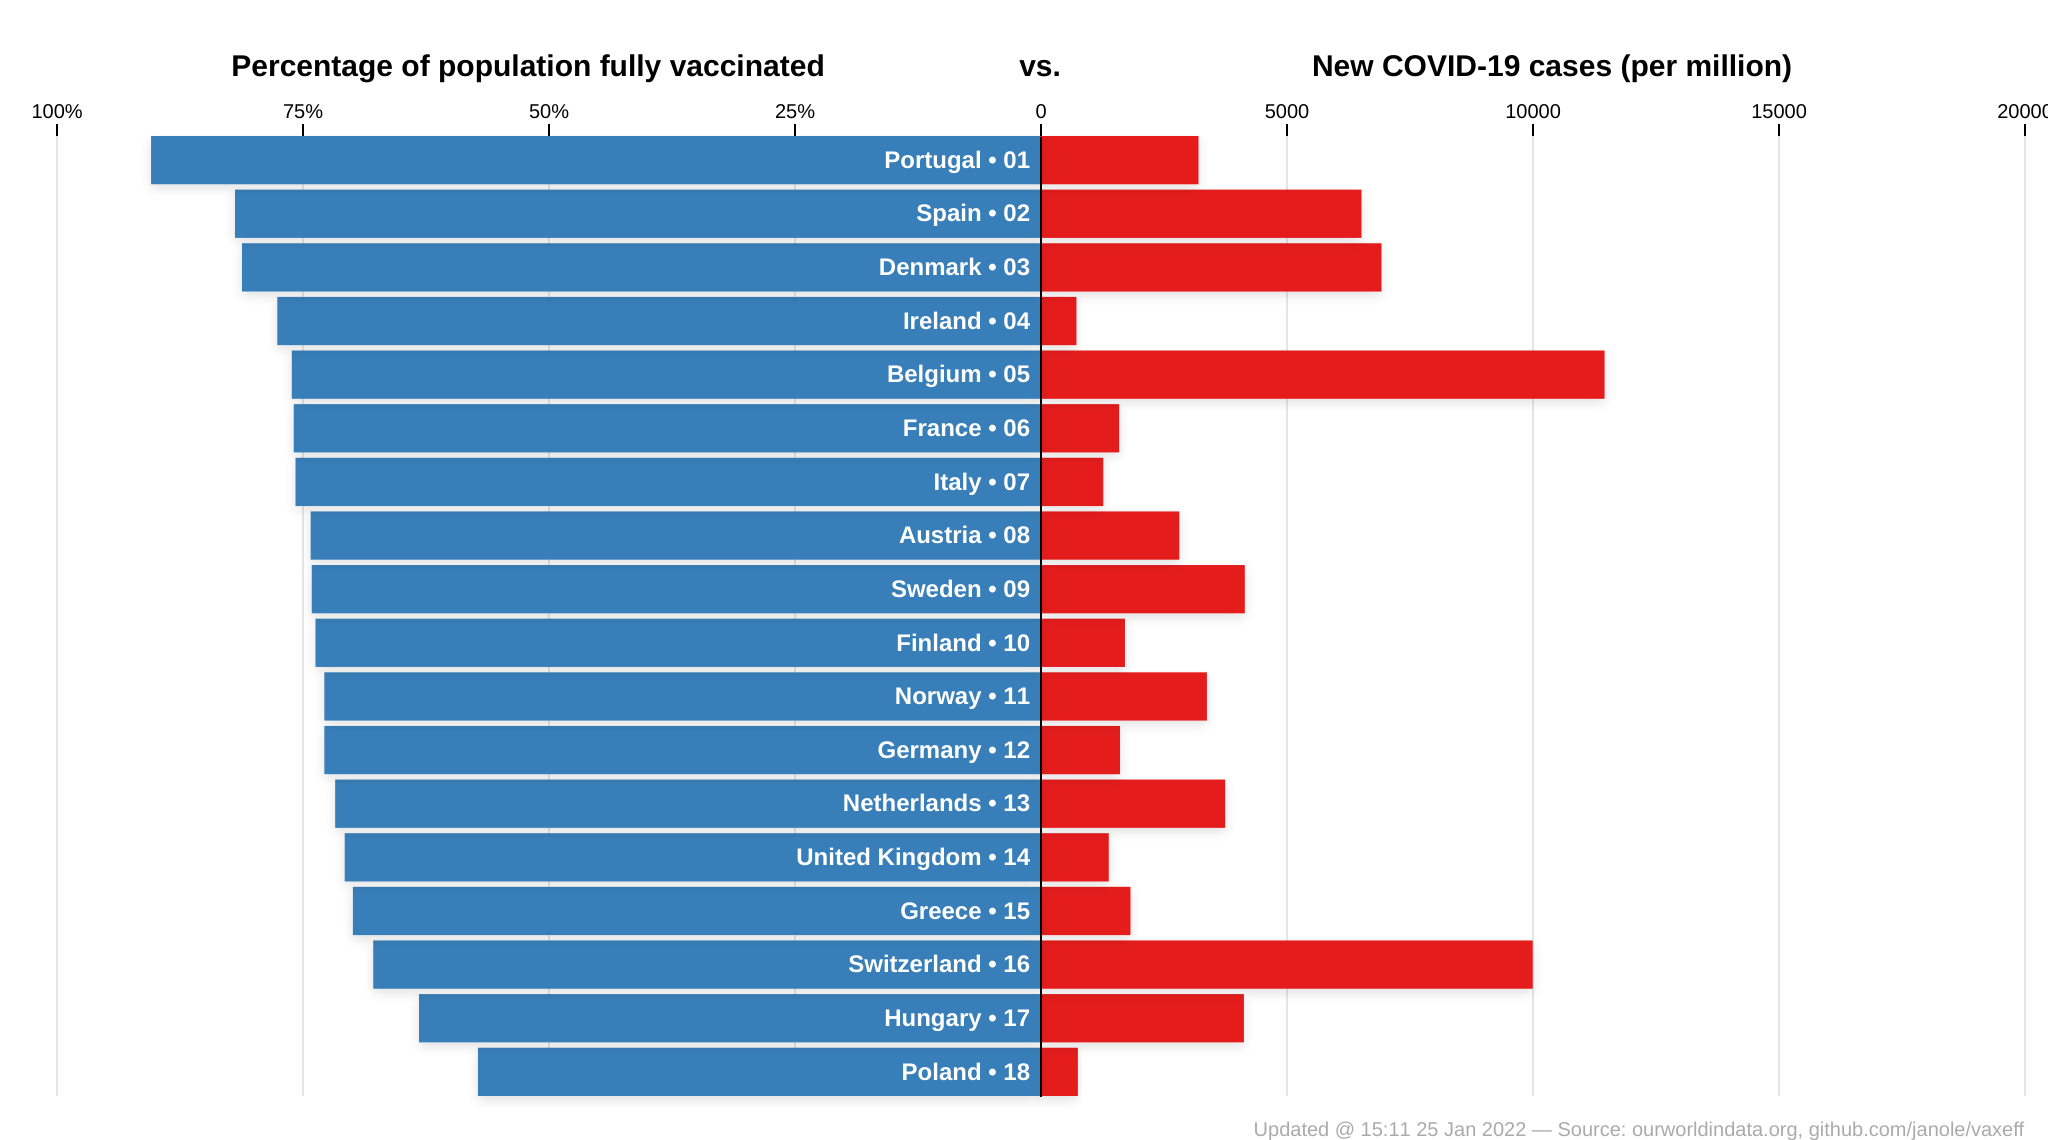 Percentage of population fully vaccinated vs. New COVID-19 cases (per million)
100% 75% 50% 25% 0 5000 10000 15000 20000
Portugal • 01
Spain • 02
Denmark • 03
Ireland • 04
Belgium • 05
France • 06
Italy • 07
Austria • 08
Sweden • 09
Finland • 10
Norway • 11
Germany • 12
Netherlands • 13
United Kingdom • 14
Greece • 15
Switzerland • 16
Hungary • 17
Poland • 18
Updated @ 15:11 25 Jan 2022 — Source: ourworldindata.org, github.com/janole/vaxeff